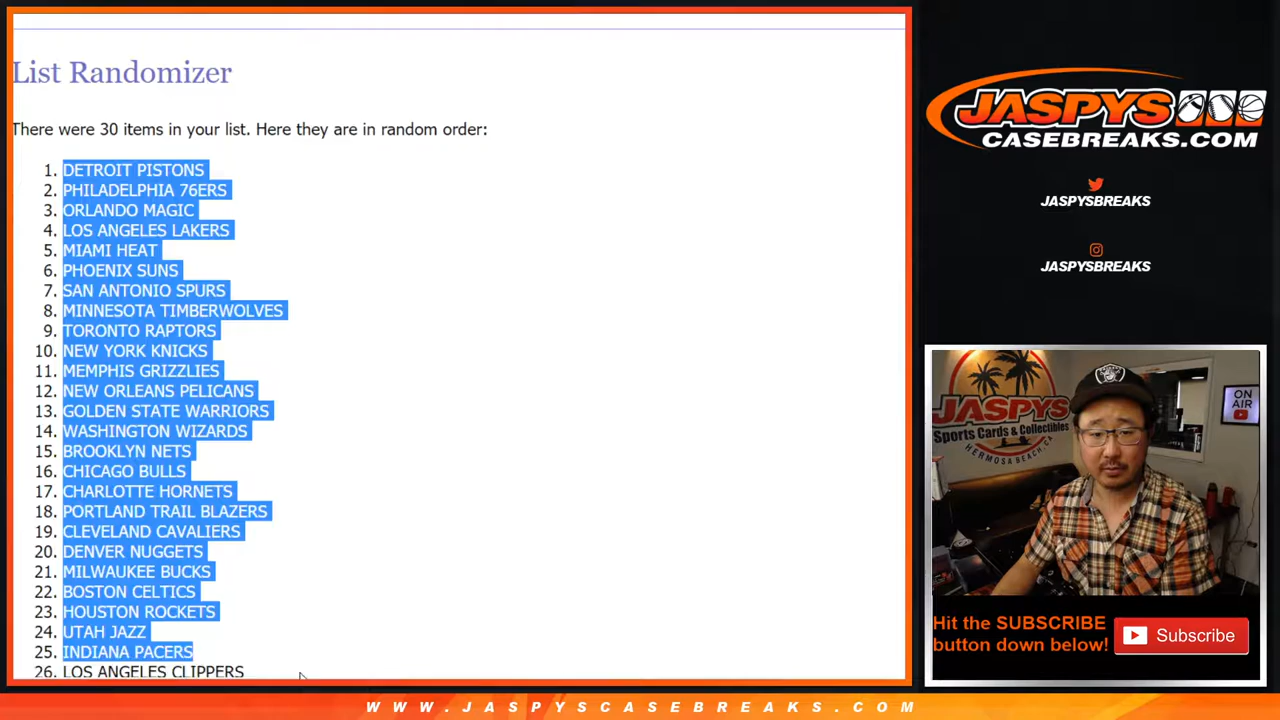 List Randomizer
There were 30 items in your list. Here they are in random order:
1. DETROIT PISTONS
2. PHILADELPHIA 76ERS
3. ORLANDO MAGIC
4. LOS ANGELES LAKERS
5. MIAMI HEAT
6. PHOENIX SUNS
7. SAN ANTONIO SPURS
8. MINNESOTA TIMBERWOLVES
9. TORONTO RAPTORS
10. NEW YORK KNICKS
11. MEMPHIS GRIZZLIES
12. NEW ORLEANS PELICANS
13. GOLDEN STATE WARRIORS
14. WASHINGTON WIZARDS
15. BROOKLYN NETS
16. CHICAGO BULLS
17. CHARLOTTE HORNETS
18. PORTLAND TRAIL BLAZERS
19. CLEVELAND CAVALIERS
20. DENVER NUGGETS
21. MILWAUKEE BUCKS
22. BOSTON CELTICS
23. HOUSTON ROCKETS
24. UTAH JAZZ
25. INDIANA PACERS
26. LOS ANGELES CLIPPERS
JASPYS
CASEBREAKS.COM
JASPYSBREAKS
JASPYSBREAKS
JASPYS
Sports Cards & Collectibles
HERMOSA BEACH, CA
ON
AIR
Hit the SUBSCRIBE
button down below!
Subscribe
WWW.JASPYSCASEBREAKS.COM